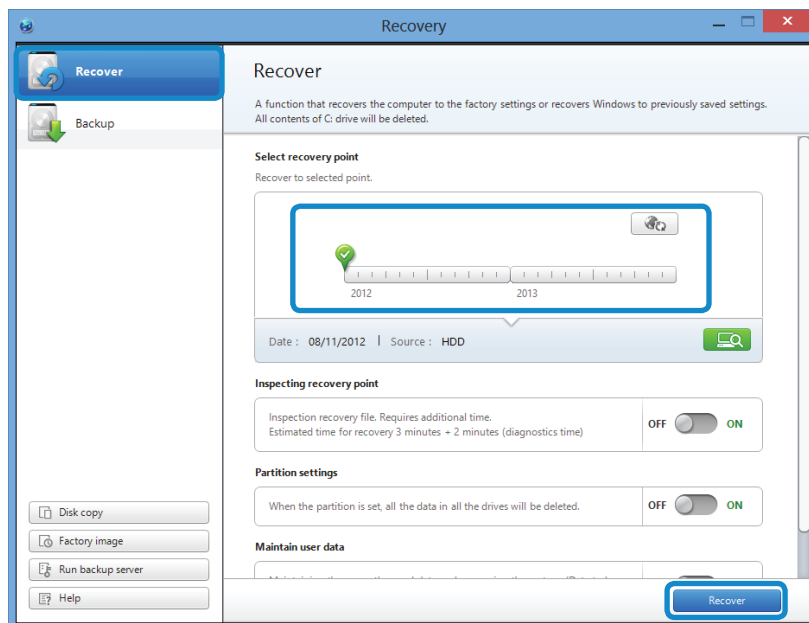 Recovery
Recover
Backup
Disk copy
Factory image
Run backup server
Help
Recover
A function that recovers the computer to the factory settings or recovers Windows to previously saved settings.
All contents of C: drive will be deleted.
Select recovery point
Recover to selected point.
2012 2013
Date : 08/11/2012 | Source : HDD
Inspecting recovery point
Inspection recovery file. Requires additional time.
Estimated time for recovery 3 minutes + 2 minutes (diagnostics time)
OFF ON
Partition settings
When the partition is set, all the data in all the drives will be deleted.
OFF ON
Maintain user data
Recover